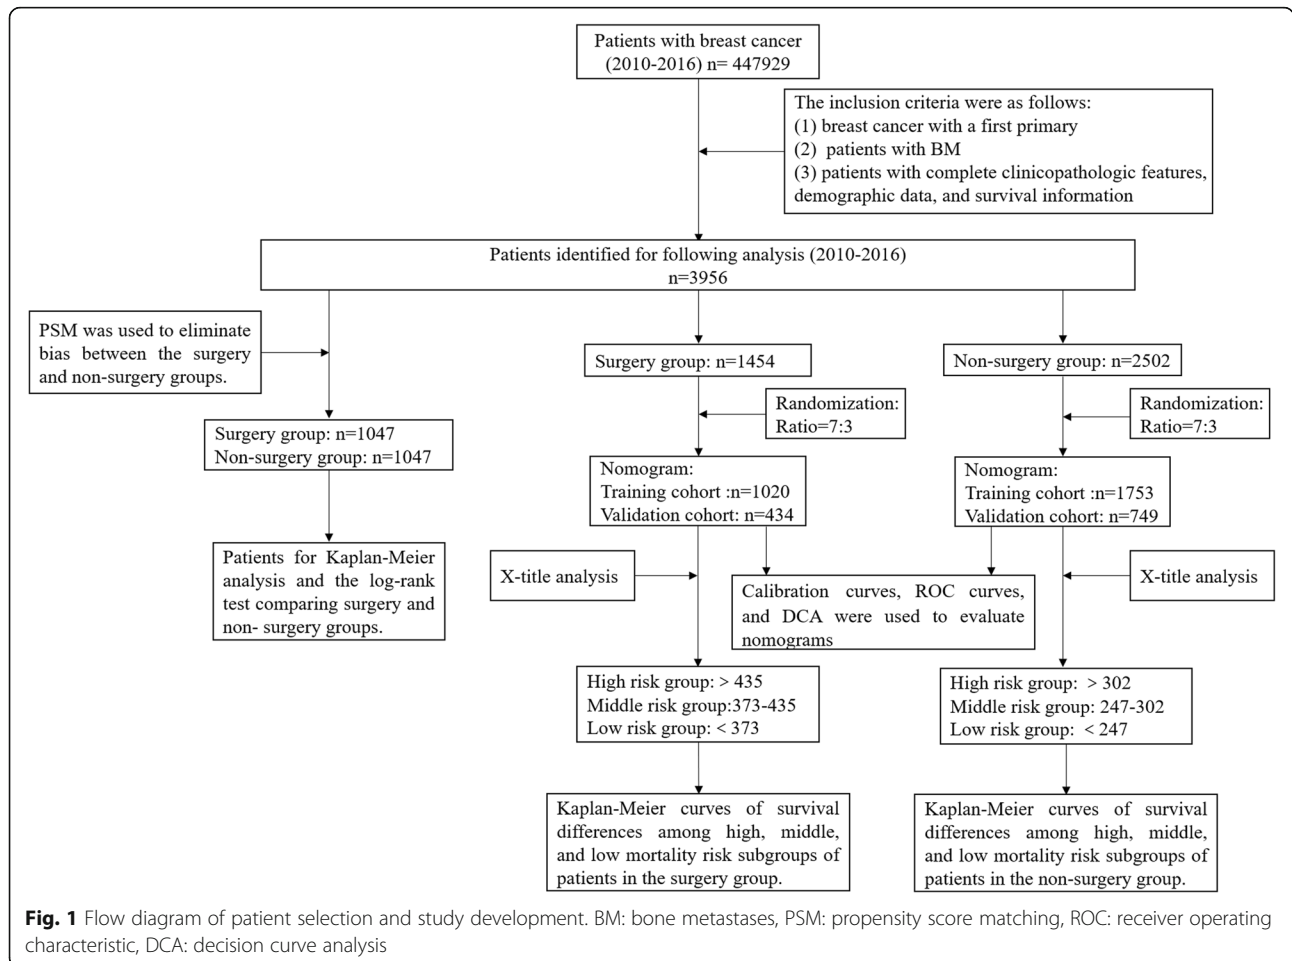 Patients with breast cancer
(2010-2016) n= 447929
The inclusion criteria were as follows:
(1) breast cancer with a first primary
(2) patients with BM
(3) patients with complete clinicopathologic features,
demographic data, and survival information
Patients identified for following analysis (2010-2016)
n=3956
PSM was used to eliminate
bias between the surgery
and non-surgery groups.
Surgery group: n=1047
Non-surgery group: n=1047
Patients for Kaplan-Meier
analysis and the log-rank
test comparing surgery and
non- surgery groups.
Surgery group: n=1454
Randomization:
Ratio=7:3
Nomogram:
Training cohort :n=1020
Validation cohort: n=434
X-title analysis
Calibration curves, ROC curves,
and DCA were used to evaluate
nomograms
High risk group: > 435
Middle risk group:373-435
Low risk group: < 373
Kaplan-Meier curves of survival
differences among high, middle,
and low mortality risk subgroups of
patients in the surgery group.
Non-surgery group: n=2502
Randomization:
Ratio=7:3
Nomogram:
Training cohort :n=1753
Validation cohort: n=749
X-title analysis
High risk group: > 302
Middle risk group: 247-302
Low risk group: < 247
Kaplan-Meier curves of survival
differences among high, middle,
and low mortality risk subgroups of
patients in the non-surgery group.
Fig. 1 Flow diagram of patient selection and study development. BM: bone metastases, PSM: propensity score matching, ROC: receiver operating
characteristic, DCA: decision curve analysis